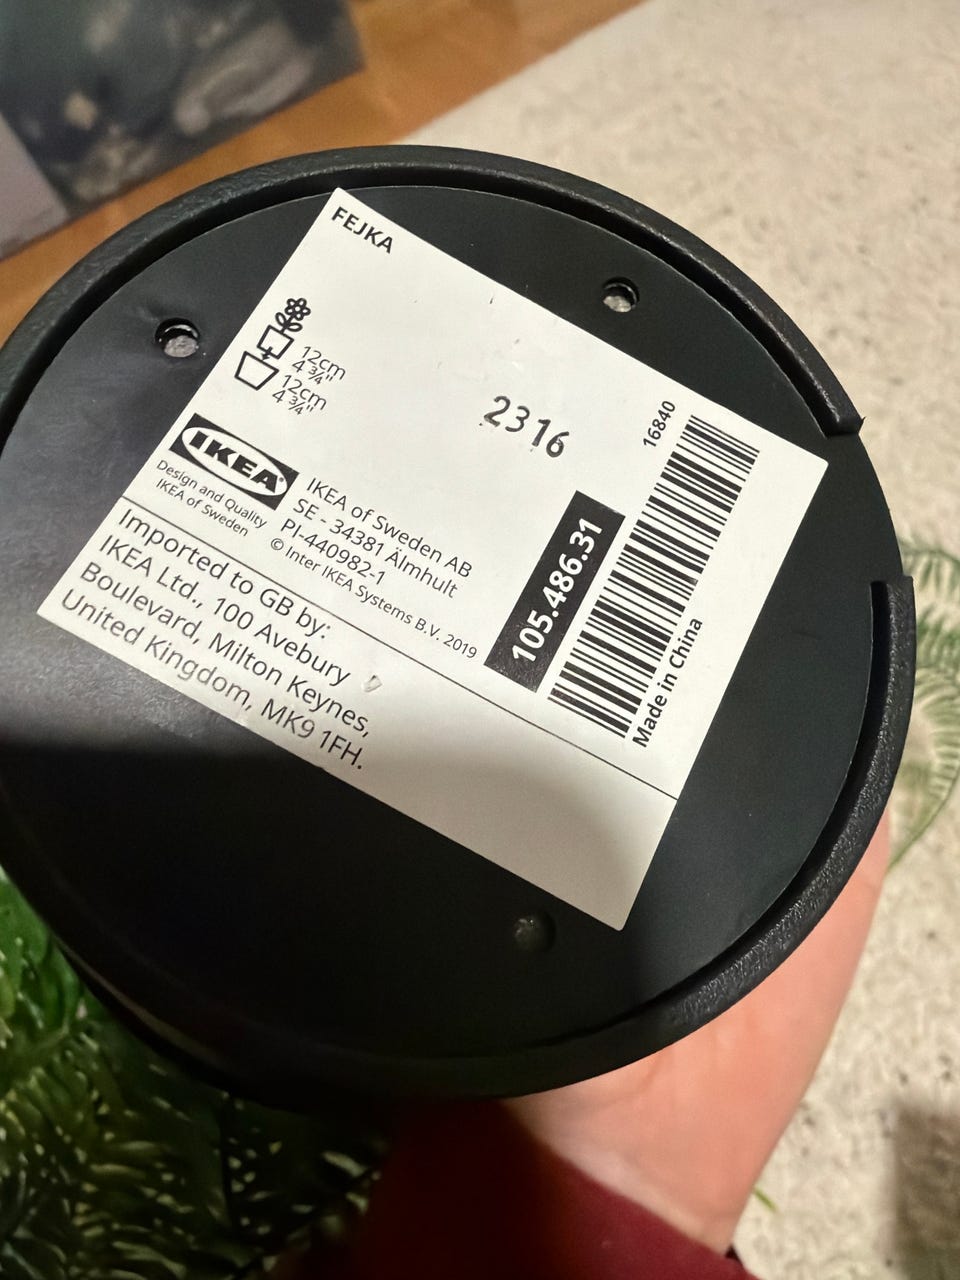 FEJKA
12cm
4 ¾"
12cm
4 ¾"
2316
16840
IKEA
Design and Quality
IKEA of Sweden
IKEA of Sweden AB
SE - 34381 Älmhult
PI-440982-1
© Inter IKEA Systems B.V. 2019
105.486.31
Made in China
Imported to GB by:
IKEA Ltd., 100 Avebury
Boulevard, Milton Keynes,
United Kingdom, MK9 1FH.